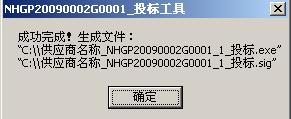 NHGP20090002G0001_投标工具
成功完成！生成文件：
"C:\\供应商名称_NHGP20090002G0001_1_投标.exe"
"C:\\供应商名称_NHGP20090002G0001_1_投标.sig"
确定